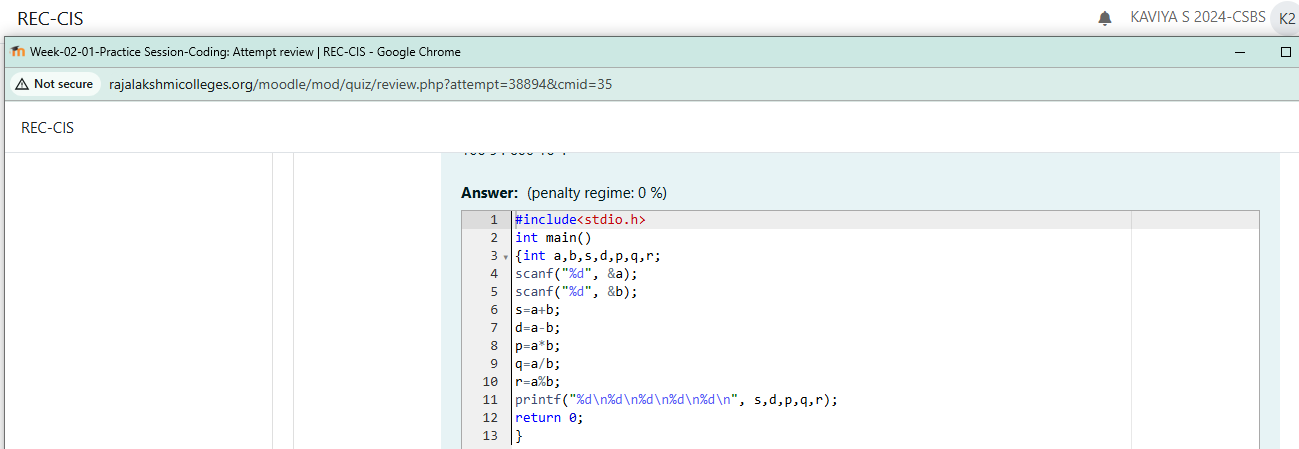 REC-CIS
KAVIYA S 2024-CSBS K2
Week-02-01-Practice Session-Coding: Attempt review | REC-CIS - Google Chrome
Not secure rajalakshmicolleges.org/moodle/mod/quiz/review.php?attempt=38894&cmid=35
REC-CIS
Answer: (penalty regime: 0 %)
1 #include<stdio.h>
2 int main()
3 {int a,b,s,d,p,q,r;
4 scanf("%d", &a);
5 scanf("%d", &b);
6 s=a+b;
7 d=a-b;
8 p=a*b;
9 q=a/b;
10 r=a%b;
11 printf("%d\n%d\n%d\n%d\n%d\n", s,d,p,q,r);
12 return 0;
13 }